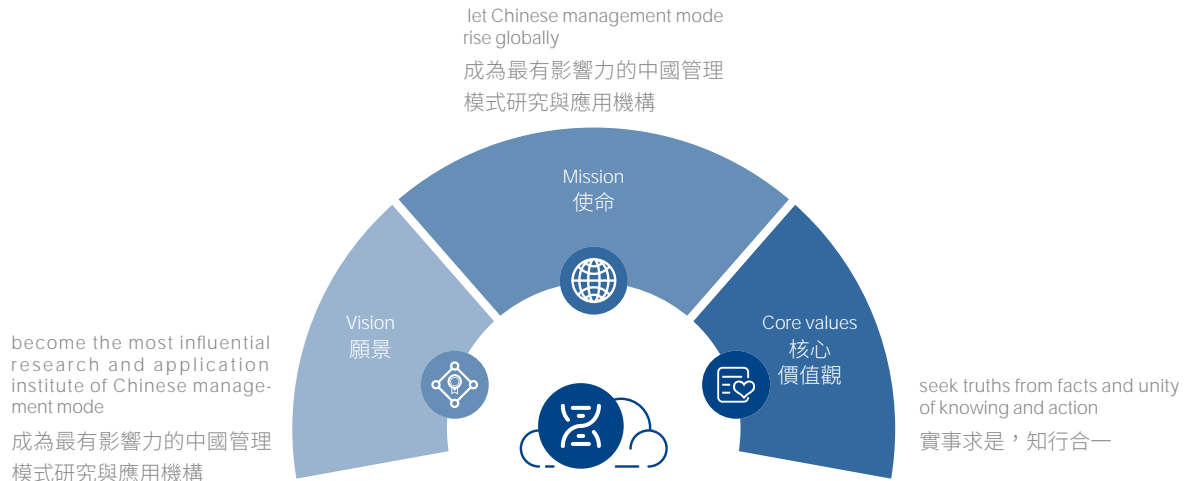 let Chinese management mode
rise globally
成為最有影響力的中國管理
模式研究與應用機構
Mission
使命
Vision
願景
Core values
核心
價值觀
become the most influential
research and application
institute of Chinese manage-
ment mode
成為最有影響力的中國管理
模式研究與應用機構
seek truths from facts and unity
of knowing and action
實事求是，知行合一